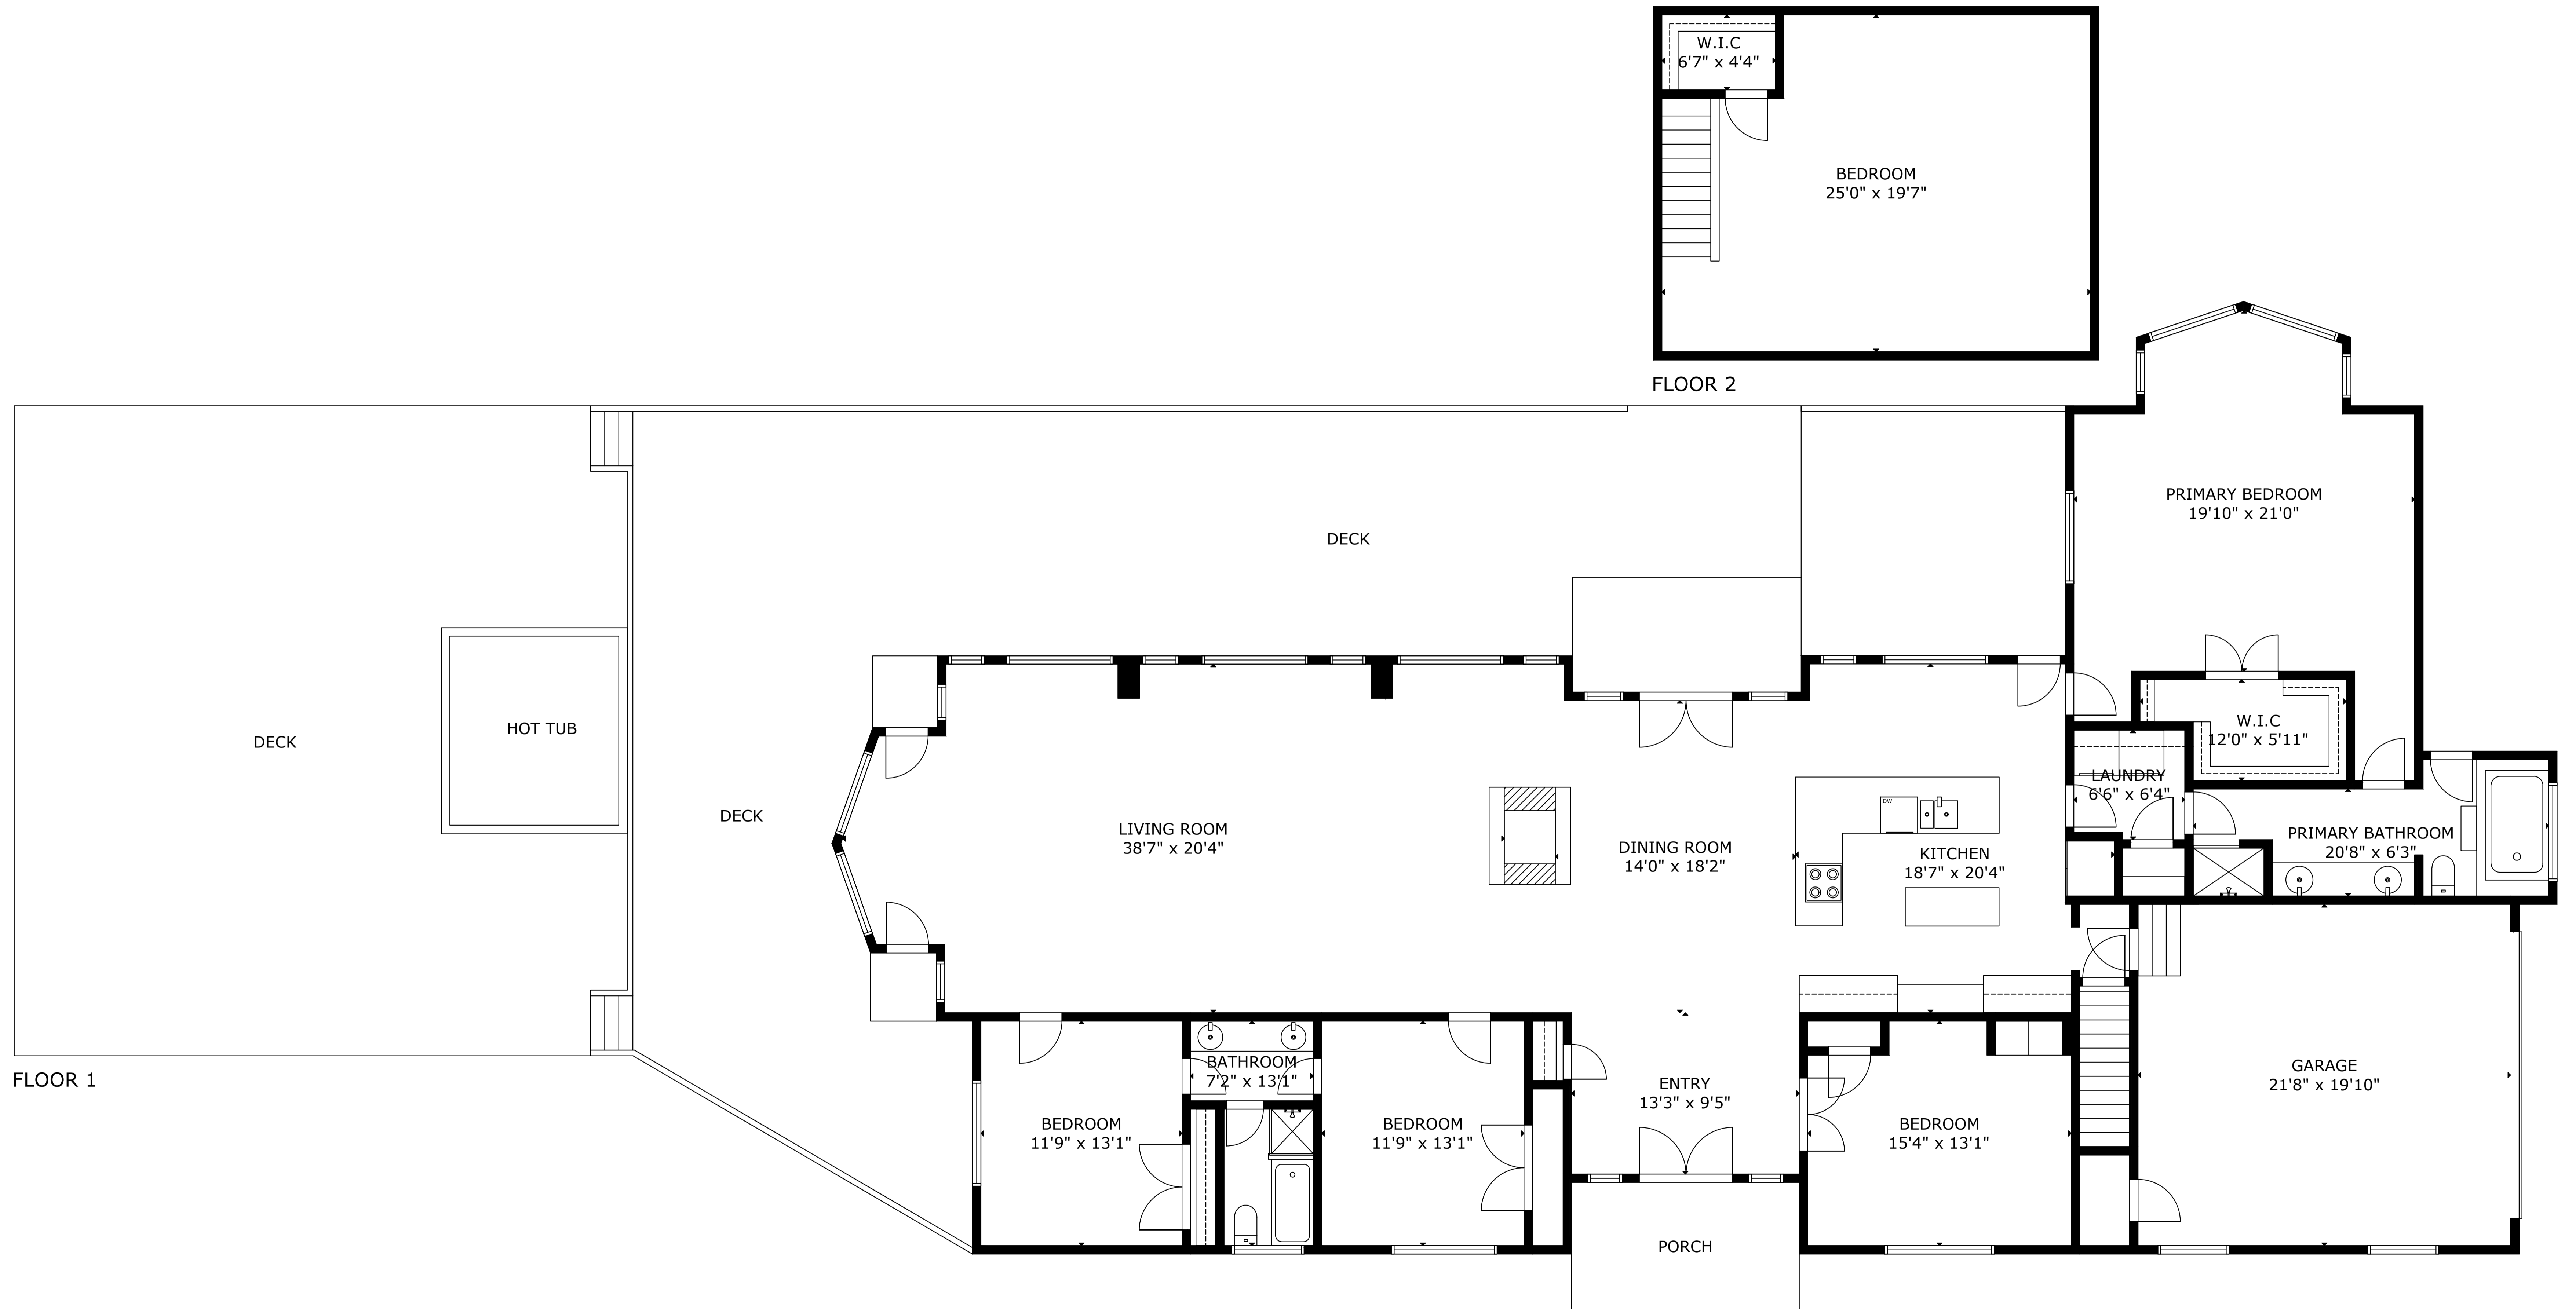 W.I.C
6'7" x 4'4"
BEDROOM
25'0" x 19'7"
FLOOR 2
PRIMARY BEDROOM
19'10" x 21'0"
DECK
HOT TUB
DECK
DECK
W.I.C
12'0" x 5'11"
LAUNDRY
6'6" x 6'4"
DW
LIVING ROOM
38'7" x 20'4"
DINING ROOM
14'0" x 18'2"
KITCHEN
18'7" x 20'4"
PRIMARY BATHROOM
20'8" x 6'3"
FLOOR 1
BATHROOM
7'2" x 13'1"
BEDROOM
11'9" x 13'1"
BEDROOM
11'9" x 13'1"
ENTRY
13'3" x 9'5"
BEDROOM
15'4" x 13'1"
GARAGE
21'8" x 19'10"
PORCH